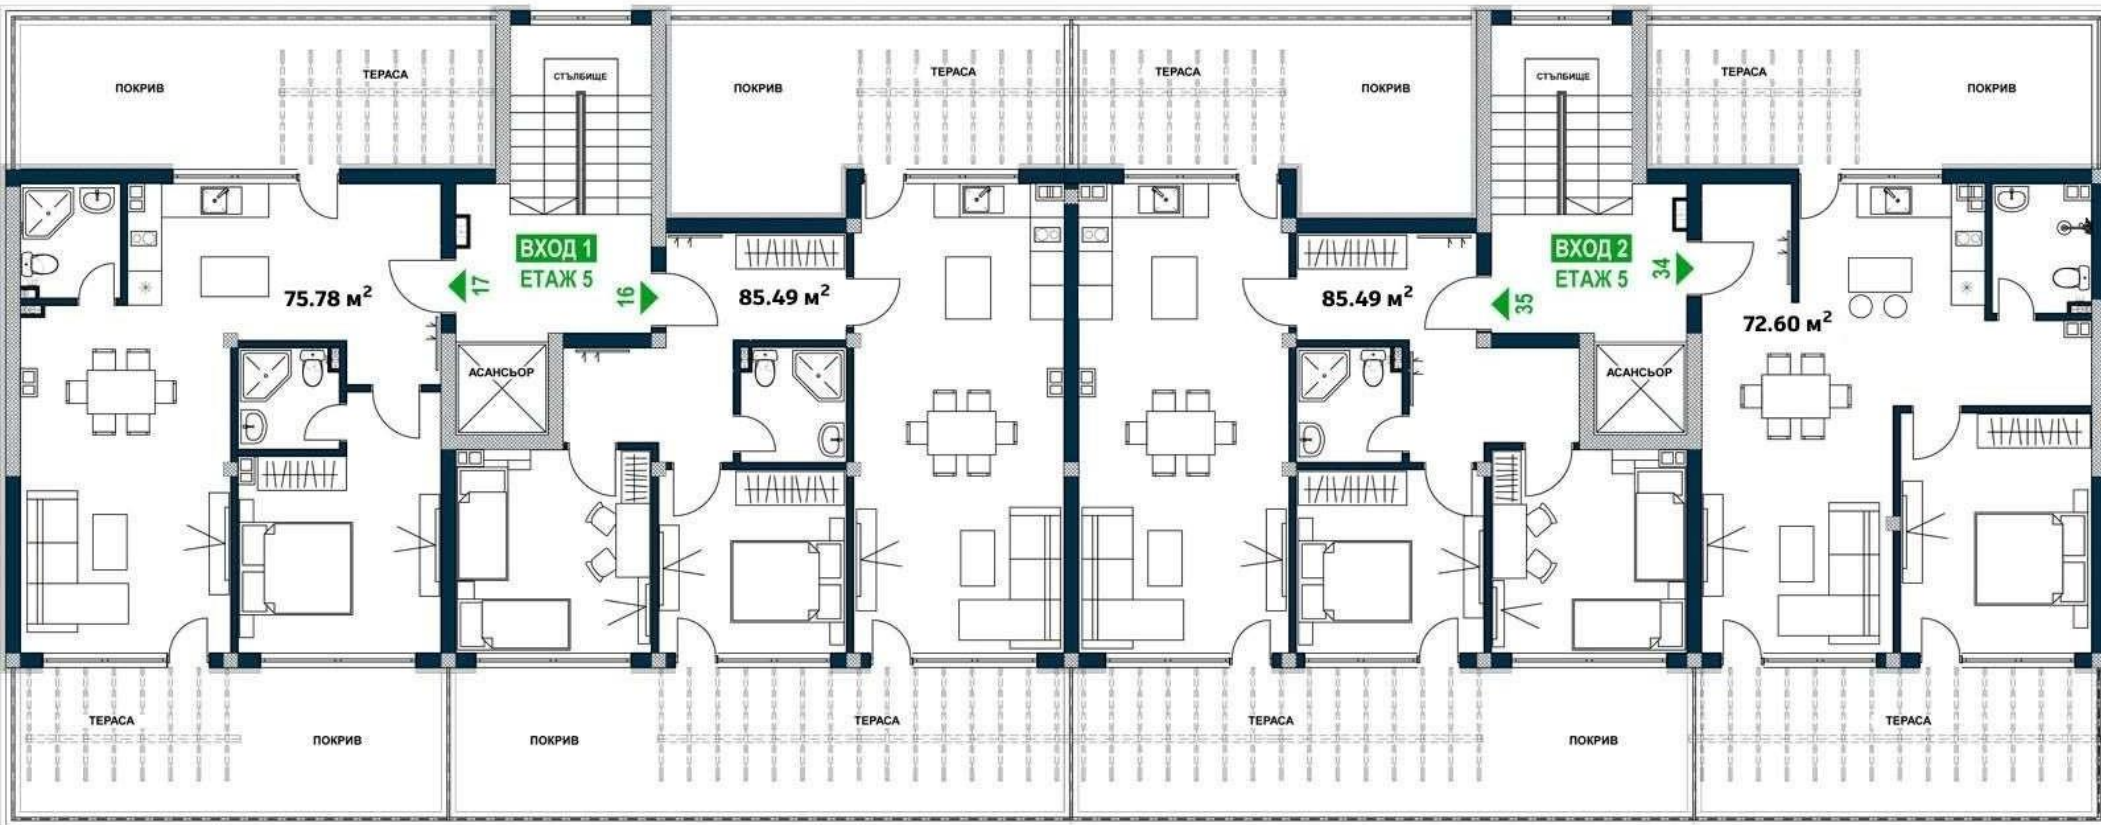 ПОКРИВ
ТЕРАСА
СТЪЛБИЩЕ
ПОКРИВ
ТЕРАСА
ТЕРАСА
ПОКРИВ
СТЪЛБИЩЕ
ТЕРАСА
ПОКРИВ
75.78 м²
17
ВХОД 1
ЕТАЖ 5
16
85.49 м²
85.49 м²
35
ВХОД 2
ЕТАЖ 5
34
72.60 м²
АСАНСЬОР
АСАНСЬОР
ТЕРАСА
ПОКРИВ
ПОКРИВ
ТЕРАСА
ТЕРАСА
ПОКРИВ
ТЕРАСА